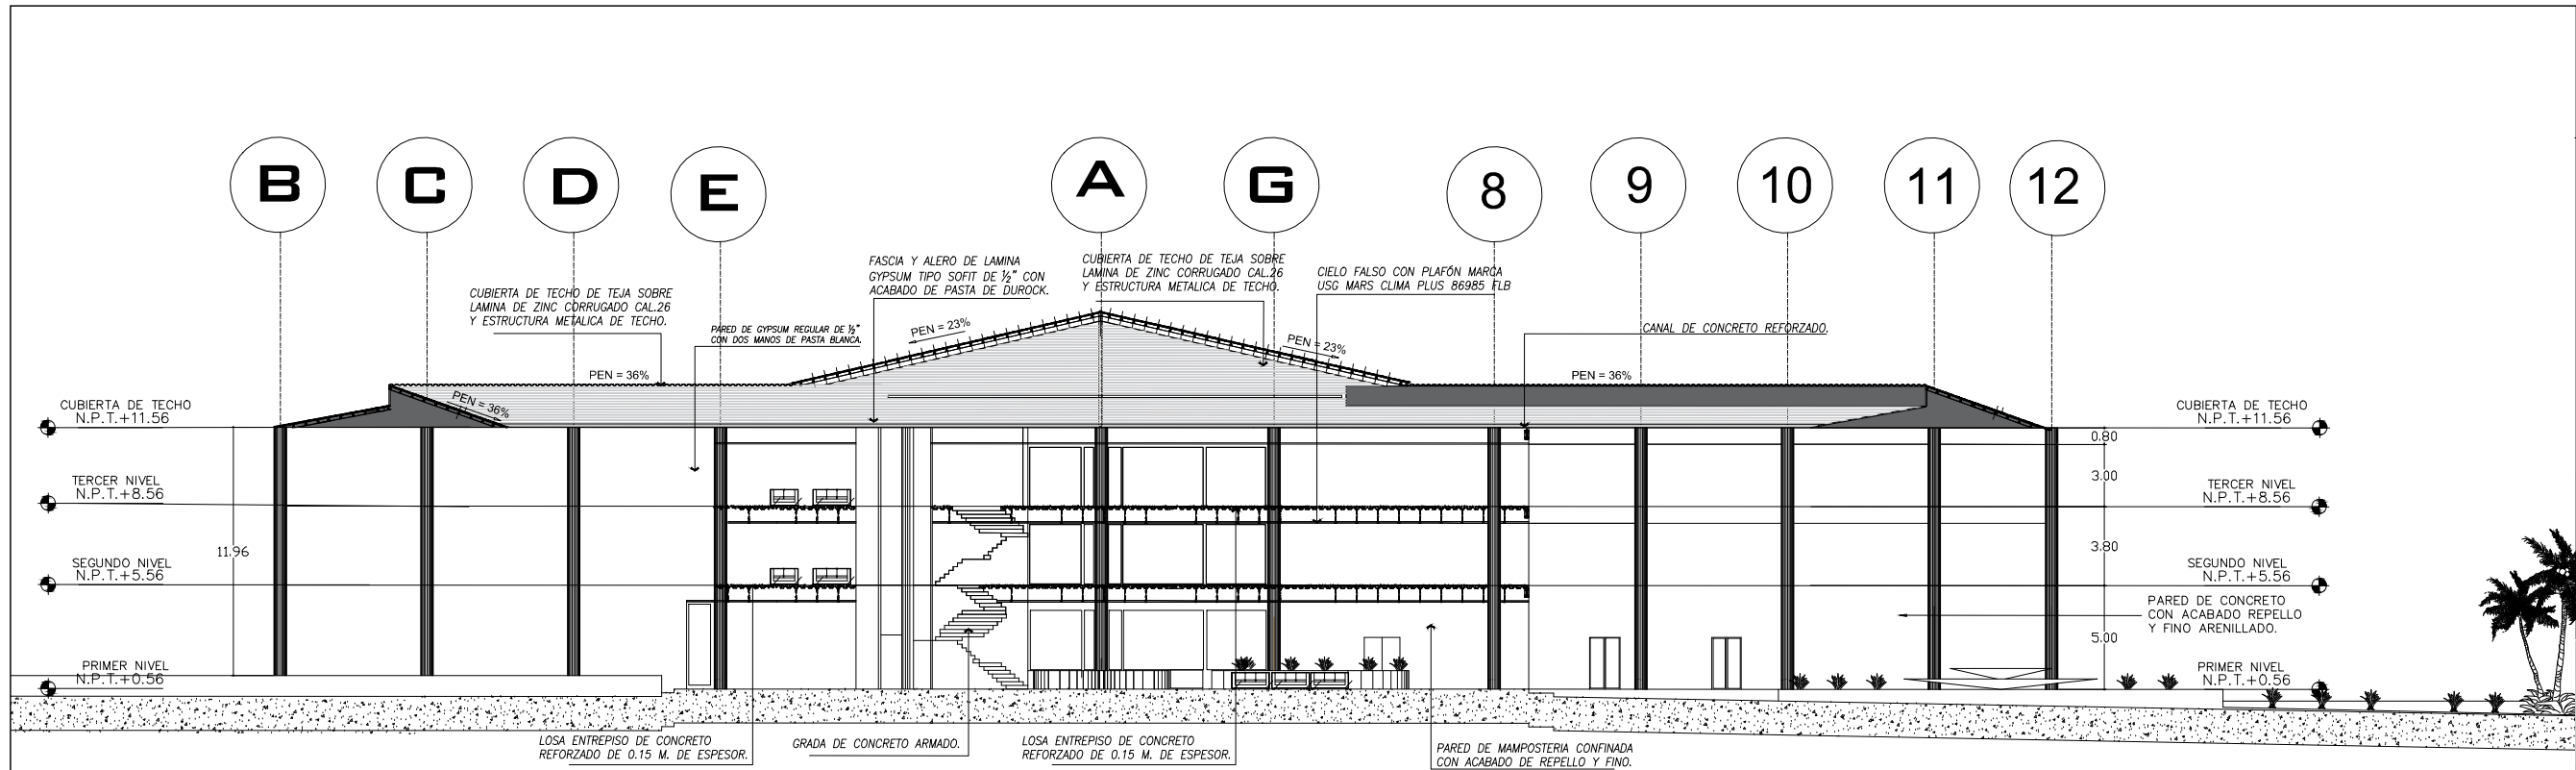 B
C
D
E
A
G
8
9
10
11
12
FASCIA Y ALERO DE LAMINA
GYPSUM TIPO SOFIT DE ½" CON
ACABADO DE PASTA DE DUROCK.
CUBIERTA DE TECHO DE TEJA SOBRE
LAMINA DE ZINC CORRUGADO CAL.26
Y ESTRUCTURA METALICA DE TECHO.
CIELO FALSO CON PLAFÓN MARCA
USG MARS CLIMA PLUS 86985 FLB
CUBIERTA DE TECHO DE TEJA SOBRE
LAMINA DE ZINC CORRUGADO CAL.26
Y ESTRUCTURA METALICA DE TECHO.
PARED DE GYPSUM REGULAR DE ½"
CON DOS MANOS DE PASTA BLANCA.
PEN = 23%
PEN = 23%
CANAL DE CONCRETO REFORZADO.
PEN = 36%
PEN = 36%
PEN = 36%
CUBIERTA DE TECHO
N.P.T.+11.56
CUBIERTA DE TECHO
N.P.T.+11.56
0.80
TERCER NIVEL
N.P.T.+8.56
3.00
TERCER NIVEL
N.P.T.+8.56
11.96
3.80
SEGUNDO NIVEL
N.P.T.+5.56
SEGUNDO NIVEL
N.P.T.+5.56
PARED DE CONCRETO
CON ACABADO REPELLO
Y FINO ARENILLADO.
5.00
PRIMER NIVEL
N.P.T.+0.56
PRIMER NIVEL
N.P.T.+0.56
LOSA ENTREPISO DE CONCRETO
REFORZADO DE 0.15 M. DE ESPESOR.
GRADA DE CONCRETO ARMADO.
LOSA ENTREPISO DE CONCRETO
REFORZADO DE 0.15 M. DE ESPESOR.
PARED DE MAMPOSTERIA CONFINADA
CON ACABADO DE REPELLO Y FINO.